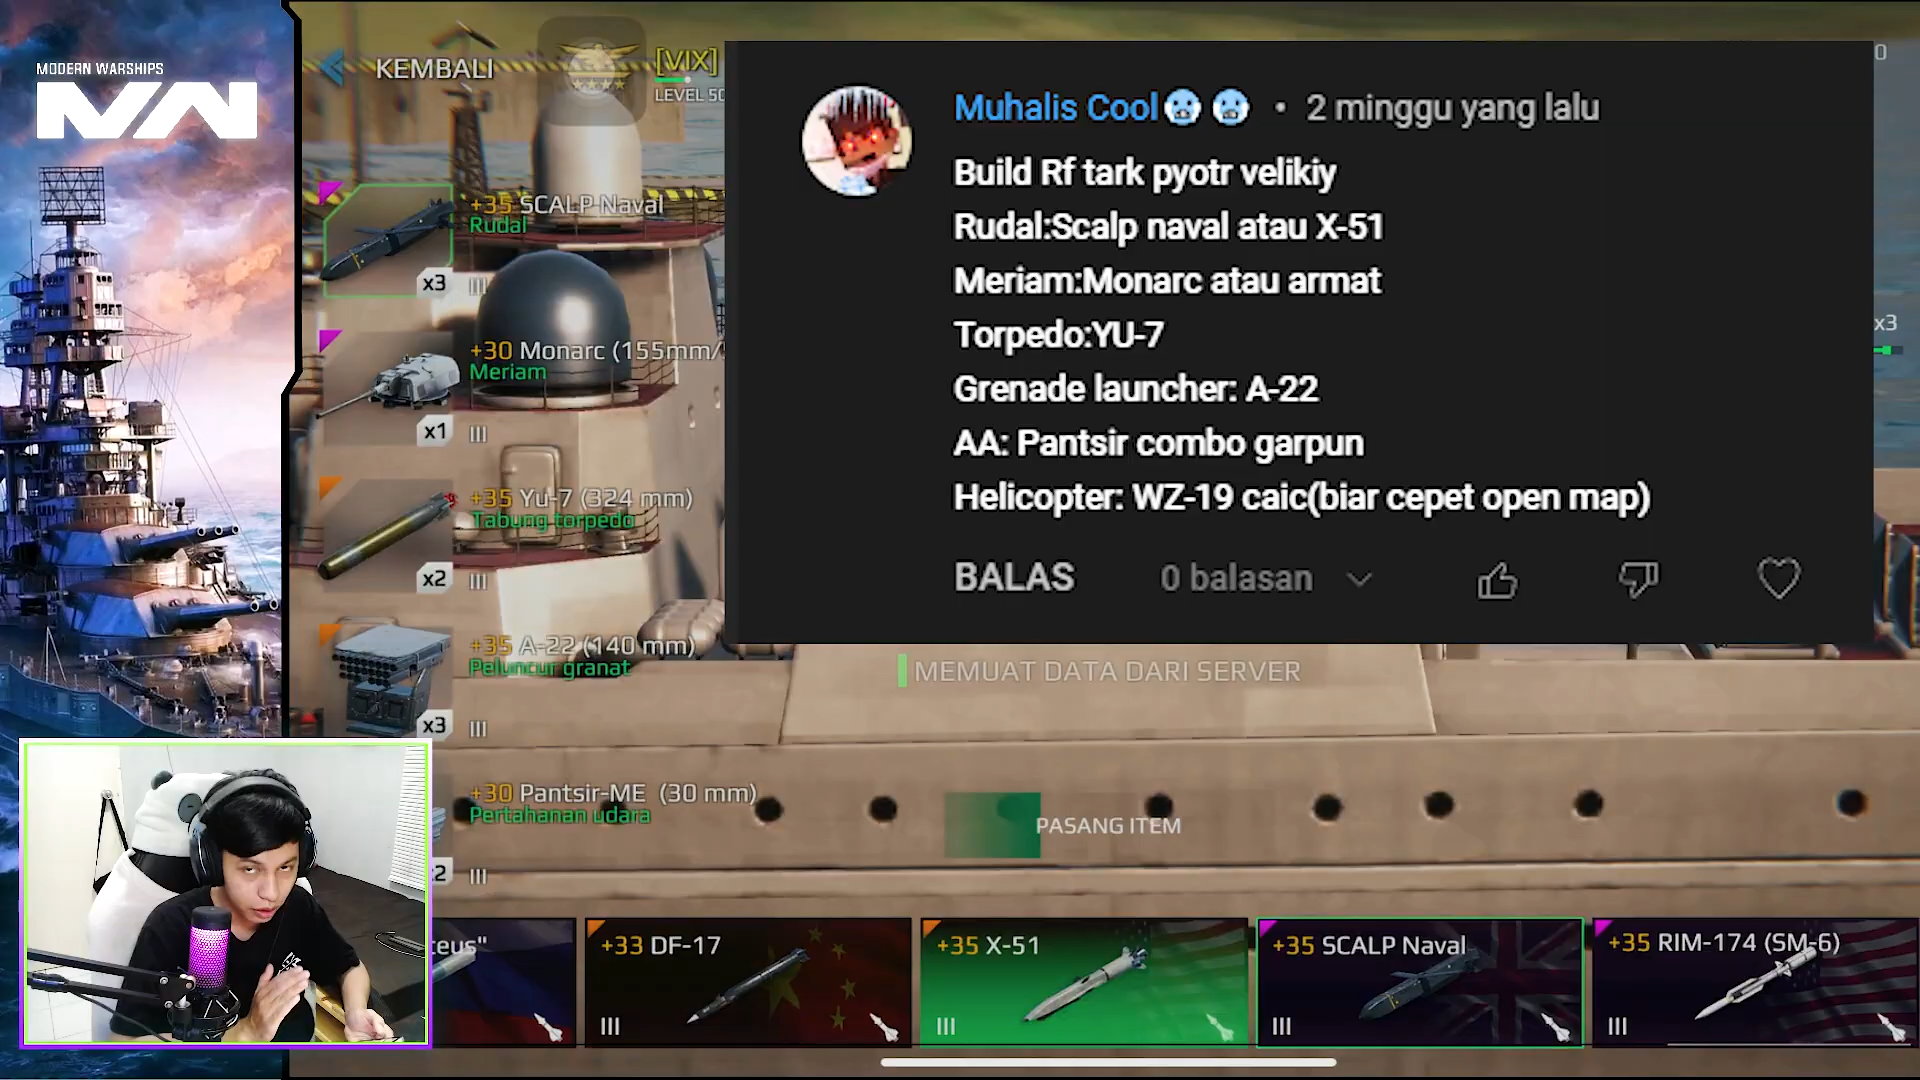 MODERN WARSHIPS
MW
KEMBALI
[VIX]
LEVEL 50
0
+35 SCALP Naval
Rudal
x3
+30 Monarc (155mm/
Meriam
x1
+35 Yu-7 (324 mm)
Tabung torpedo
x2
+35 A-22 (140 mm)
Peluncur granat
x3
+30 Pantsir-ME (30 mm)
Pertahanan udara
x3
Muhalis Cool🥶🥶 • 2 minggu yang lalu
Build Rf tark pyotr velikiy
Rudal:Scalp naval atau X-51
Meriam:Monarc atau armat
Torpedo:YU-7
Grenade launcher: A-22
AA: Pantsir combo garpun
Helicopter: WZ-19 caic(biar cepet open map)
BALAS 0 balasan
MEMUAT DATA DARI SERVER
PASANG ITEM
+33 DF-17
+35 X-51
+35 SCALP Naval
+35 RIM-174 (SM-6)